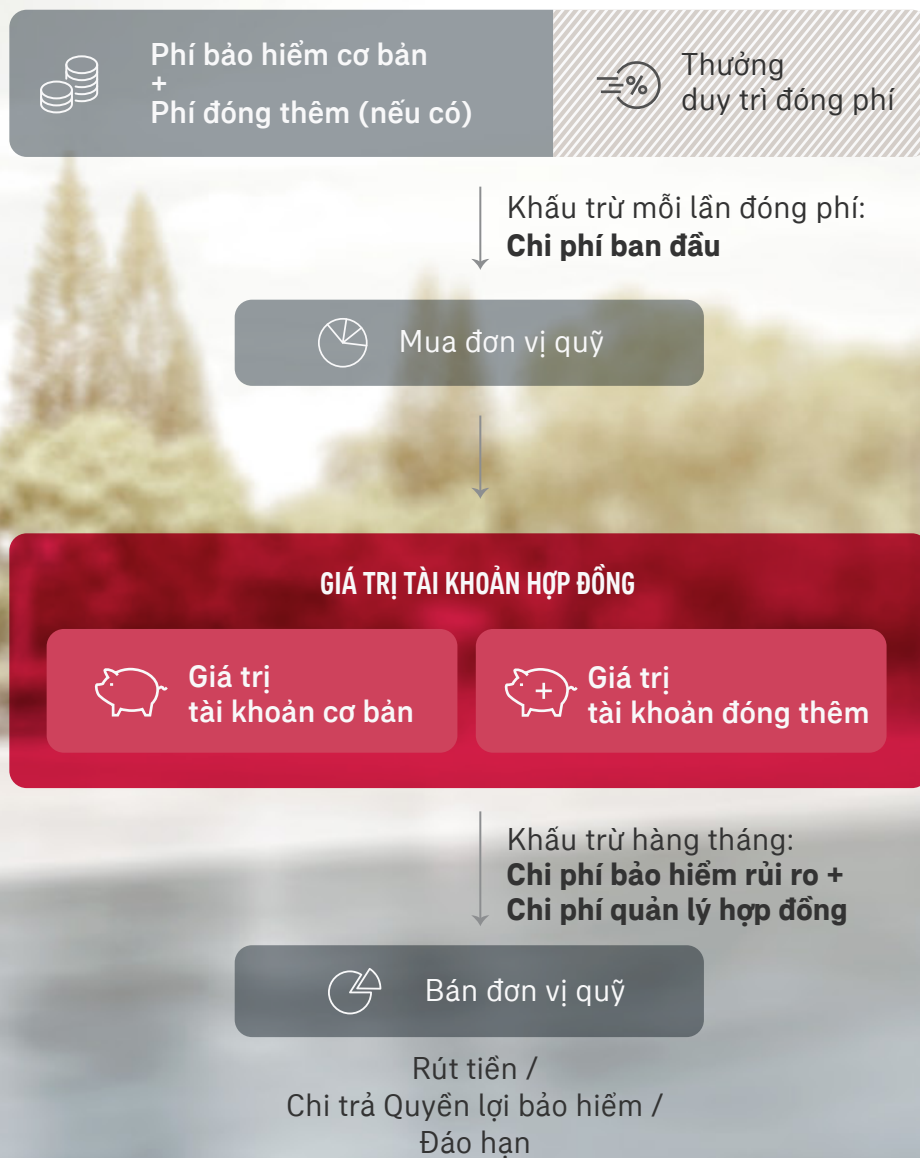 Phí bảo hiểm cơ bản
+
Phí đóng thêm (nếu có)
%
Thưởng
duy trì đóng phí
Khấu trừ mỗi lần đóng phí:
Chi phí ban đầu
Mua đơn vị quỹ
GIÁ TRỊ TÀI KHOẢN HỢP ĐỒNG
Giá trị
tài khoản cơ bản
Giá trị
tài khoản đóng thêm
Khấu trừ hàng tháng:
Chi phí bảo hiểm rủi ro +
Chi phí quản lý hợp đồng
Bán đơn vị quỹ
Rút tiền /
Chi trả Quyền lợi bảo hiểm /
Đáo hạn